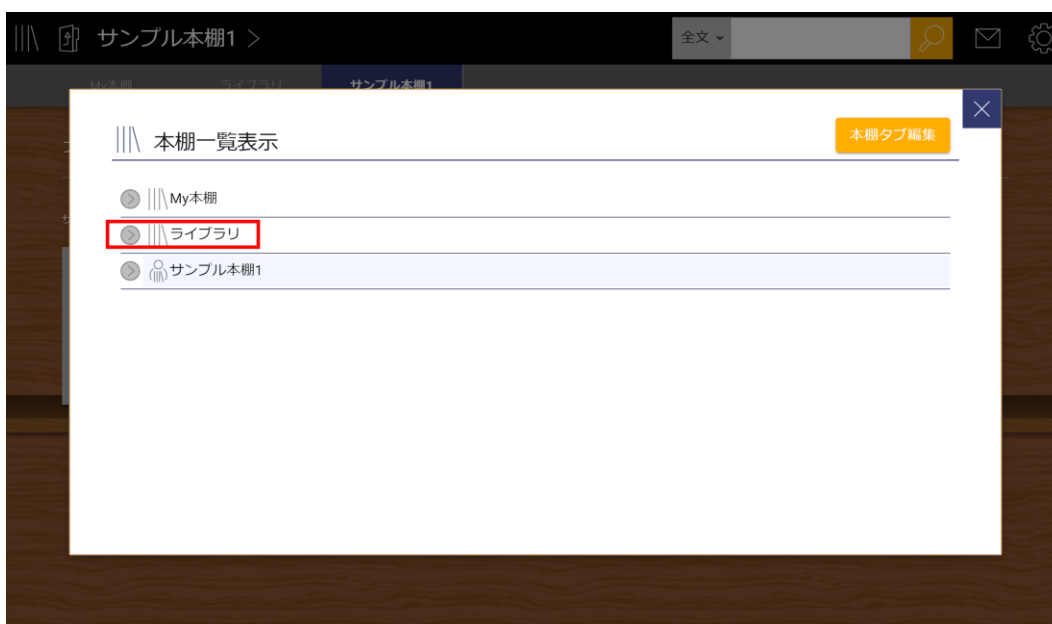 サンプル本棚1 >
全文
My本棚 ライブラリ サンプル本棚1
本棚一覧表示
本棚タブ編集
My本棚
ライブラリ
サンプル本棚1